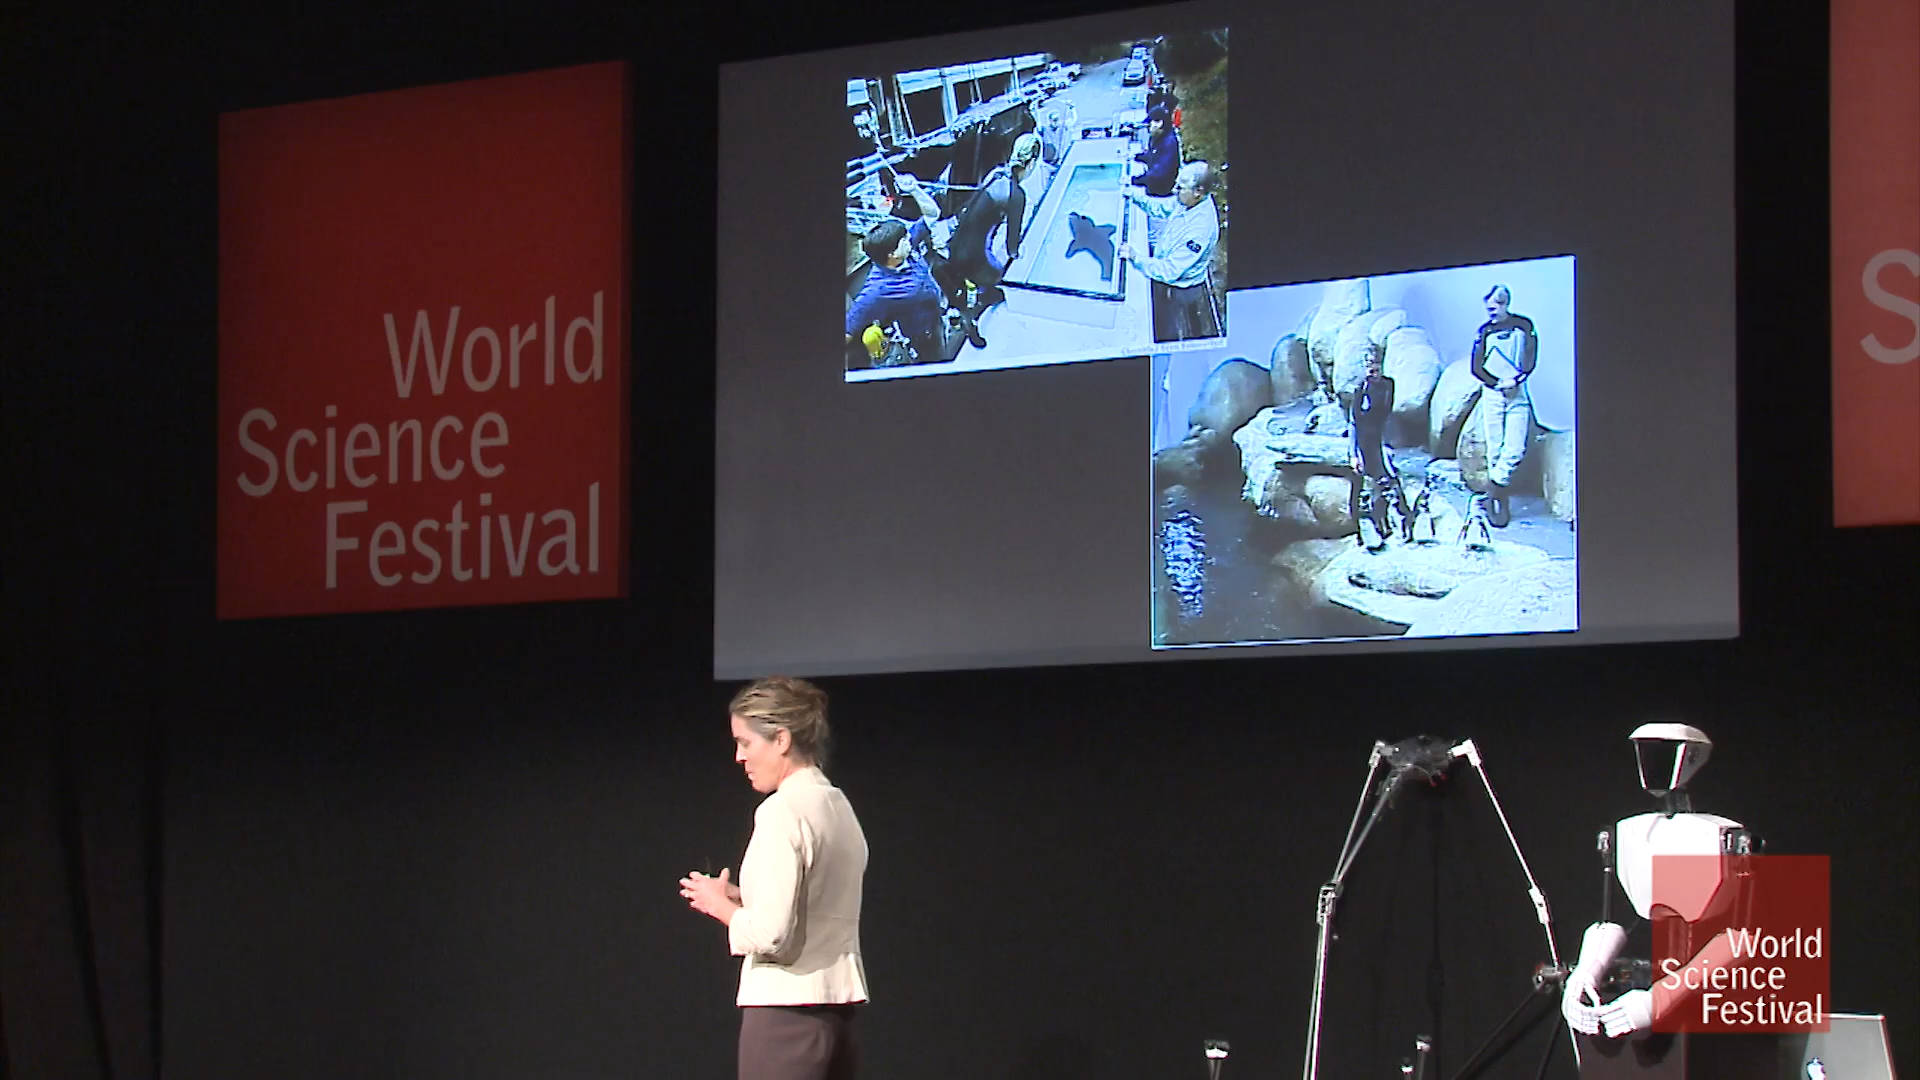 World
Science
Festival
S
World
Science
Festival